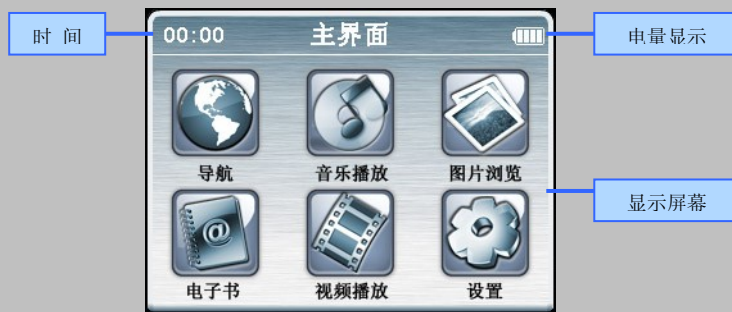 时 间
00:00 主界面
电量显示
导航 音乐播放 图片浏览
显示屏幕
电子书 视频播放 设置